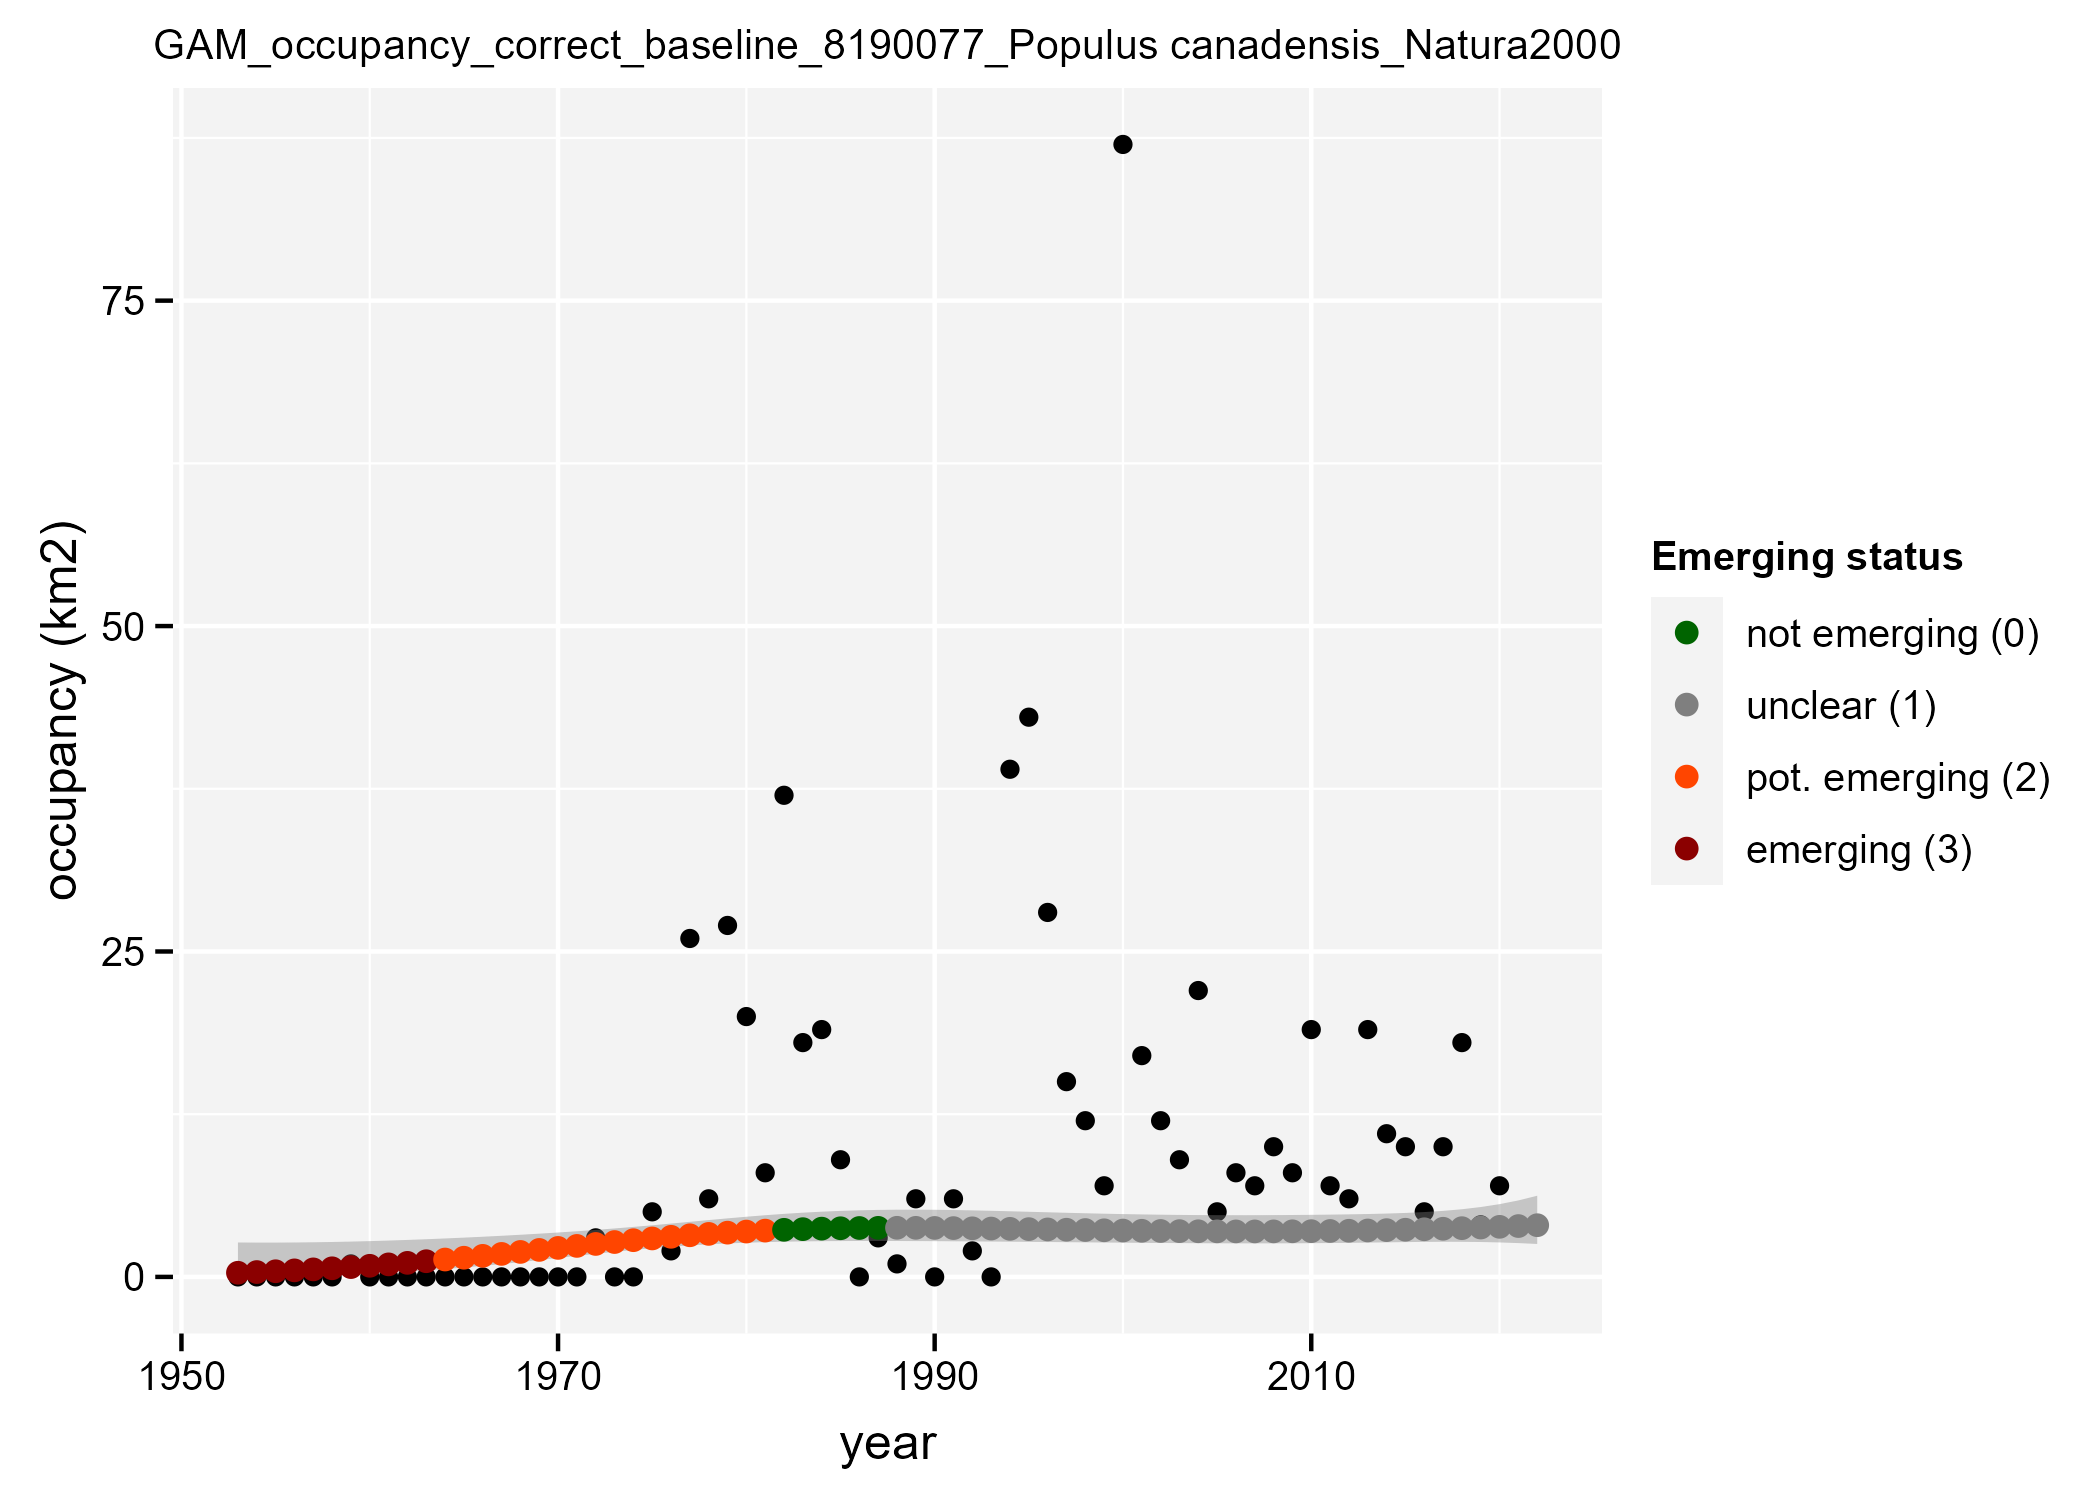 GAM_occupancy_correct_baseline_8190077_Populus canadensis_Natura2000
75
50
25
0
occupancy (km2)
1950
1970
1990
2010
year
Emerging status
not emerging (0)
unclear (1)
pot. emerging (2)
emerging (3)